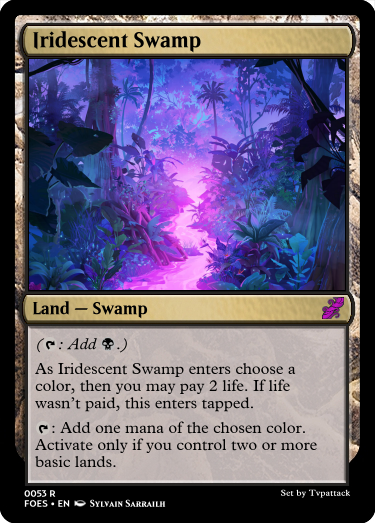 Iridescent Swamp
Land — Swamp
(: Add .)
As Iridescent Swamp enters choose a
color, then you may pay 2 life. If life
wasn't paid, this enters tapped.
: Add one mana of the chosen color.
Activate only if you control two or more
basic lands.
0053 R
Set by Tvpattack
FOES • EN Sylvain Sarrailh